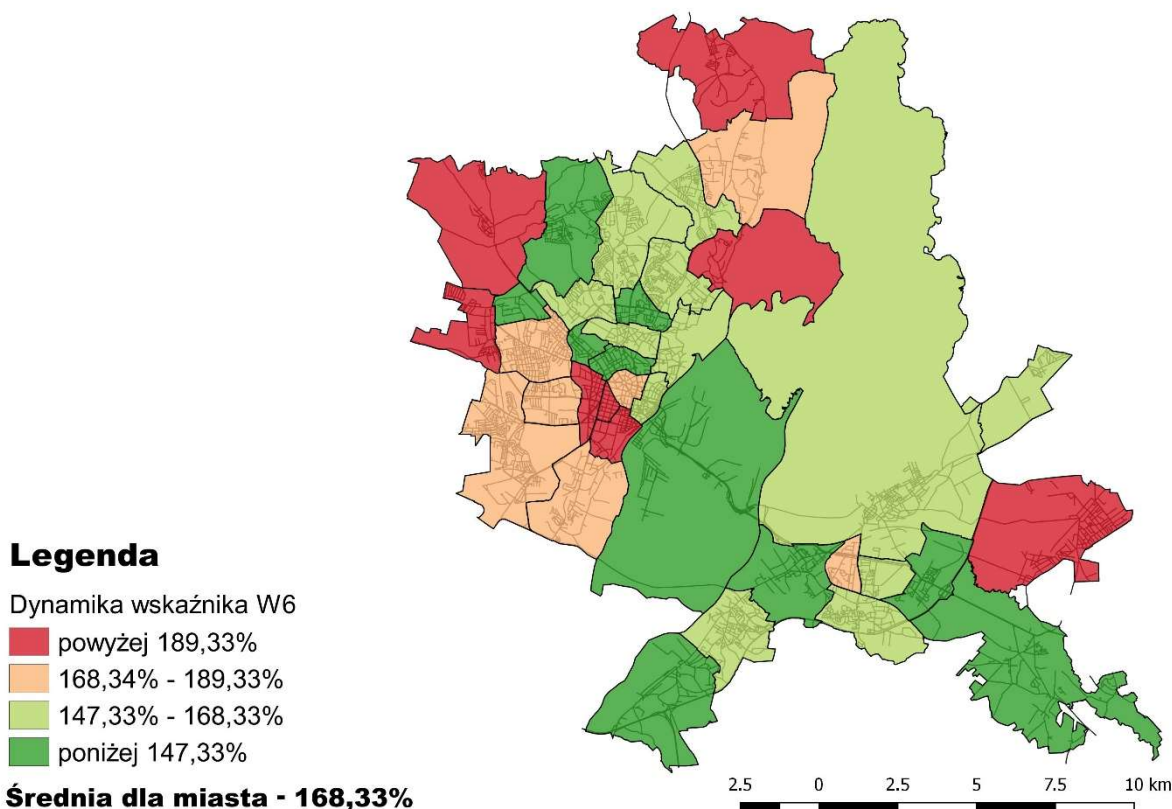 Legenda
Dynamika wskaźnika W6
powyżej 189,33%
168,34% - 189,33%
147,33% - 168,33%
poniżej 147,33%
Średnia dla miasta - 168,33%
2.5 0 2.5 5 7.5 10 km